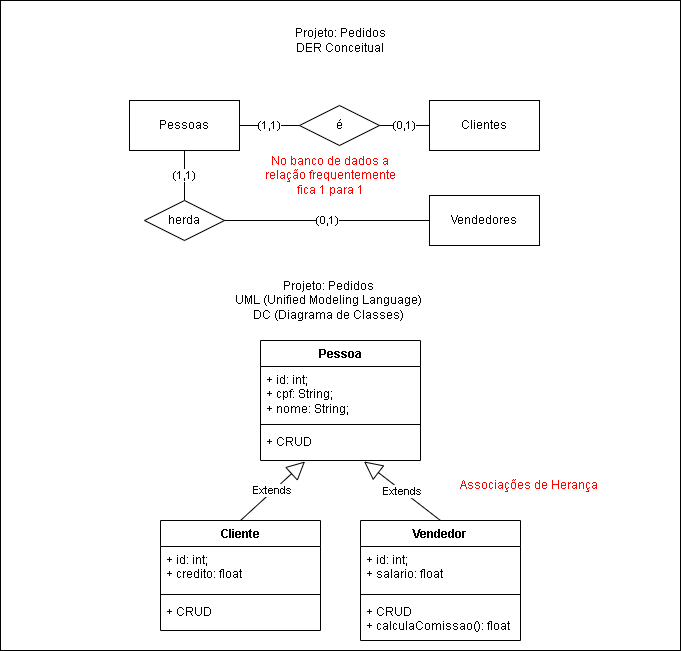 Projeto: Pedidos
DER Conceitual
Pessoas
(1,1)
é
(0,1)
Clientes
No banco de dados a
relação frequentemente
fica 1 para 1
(1,1)
herda
(0,1)
Vendedores
Projeto: Pedidos
UML (Unified Modeling Language)
DC (Diagrama de Classes)
Pessoa
+ id: int;
+ cpf: String;
+ nome: String;
+ CRUD
Extends
Extends
Associações de Herança
Cliente
+ id: int;
+ credito: float
+ CRUD
Vendedor
+ id: int;
+ salario: float
+ CRUD
+ calculaComissao(): float